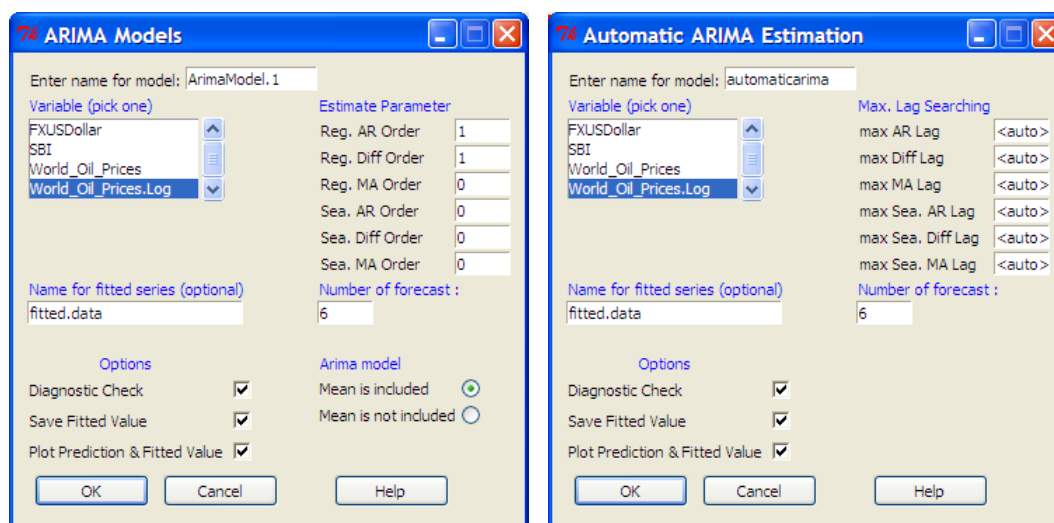 ARIMA Models
Enter name for model: ArimaModel.1
Variable (pick one)
FXUSDollar
SBI
World_Oil_Prices
World_Oil_Prices.Log
Estimate Parameter
Reg. AR Order 1
Reg. Diff Order 1
Reg. MA Order 0
Sea. AR Order 0
Sea. Diff Order 0
Sea. MA Order 0
Name for fitted series (optional)
fitted.data
Number of forecast :
6
Options
Diagnostic Check
Save Fitted Value
Plot Prediction & Fitted Value
Arima model
Mean is included
Mean is not included
OK Cancel Help
Automatic ARIMA Estimation
Enter name for model: automaticarima
Variable (pick one)
FXUSDollar
SBI
World_Oil_Prices
World_Oil_Prices.Log
Max. Lag Searching
max AR Lag <auto>
max Diff Lag <auto>
max MA Lag <auto>
max Sea. AR Lag <auto>
max Sea. Diff Lag <auto>
max Sea. MA Lag <auto>
Name for fitted series (optional)
fitted.data
Number of forecast :
6
Options
Diagnostic Check
Save Fitted Value
Plot Prediction & Fitted Value
OK Cancel Help